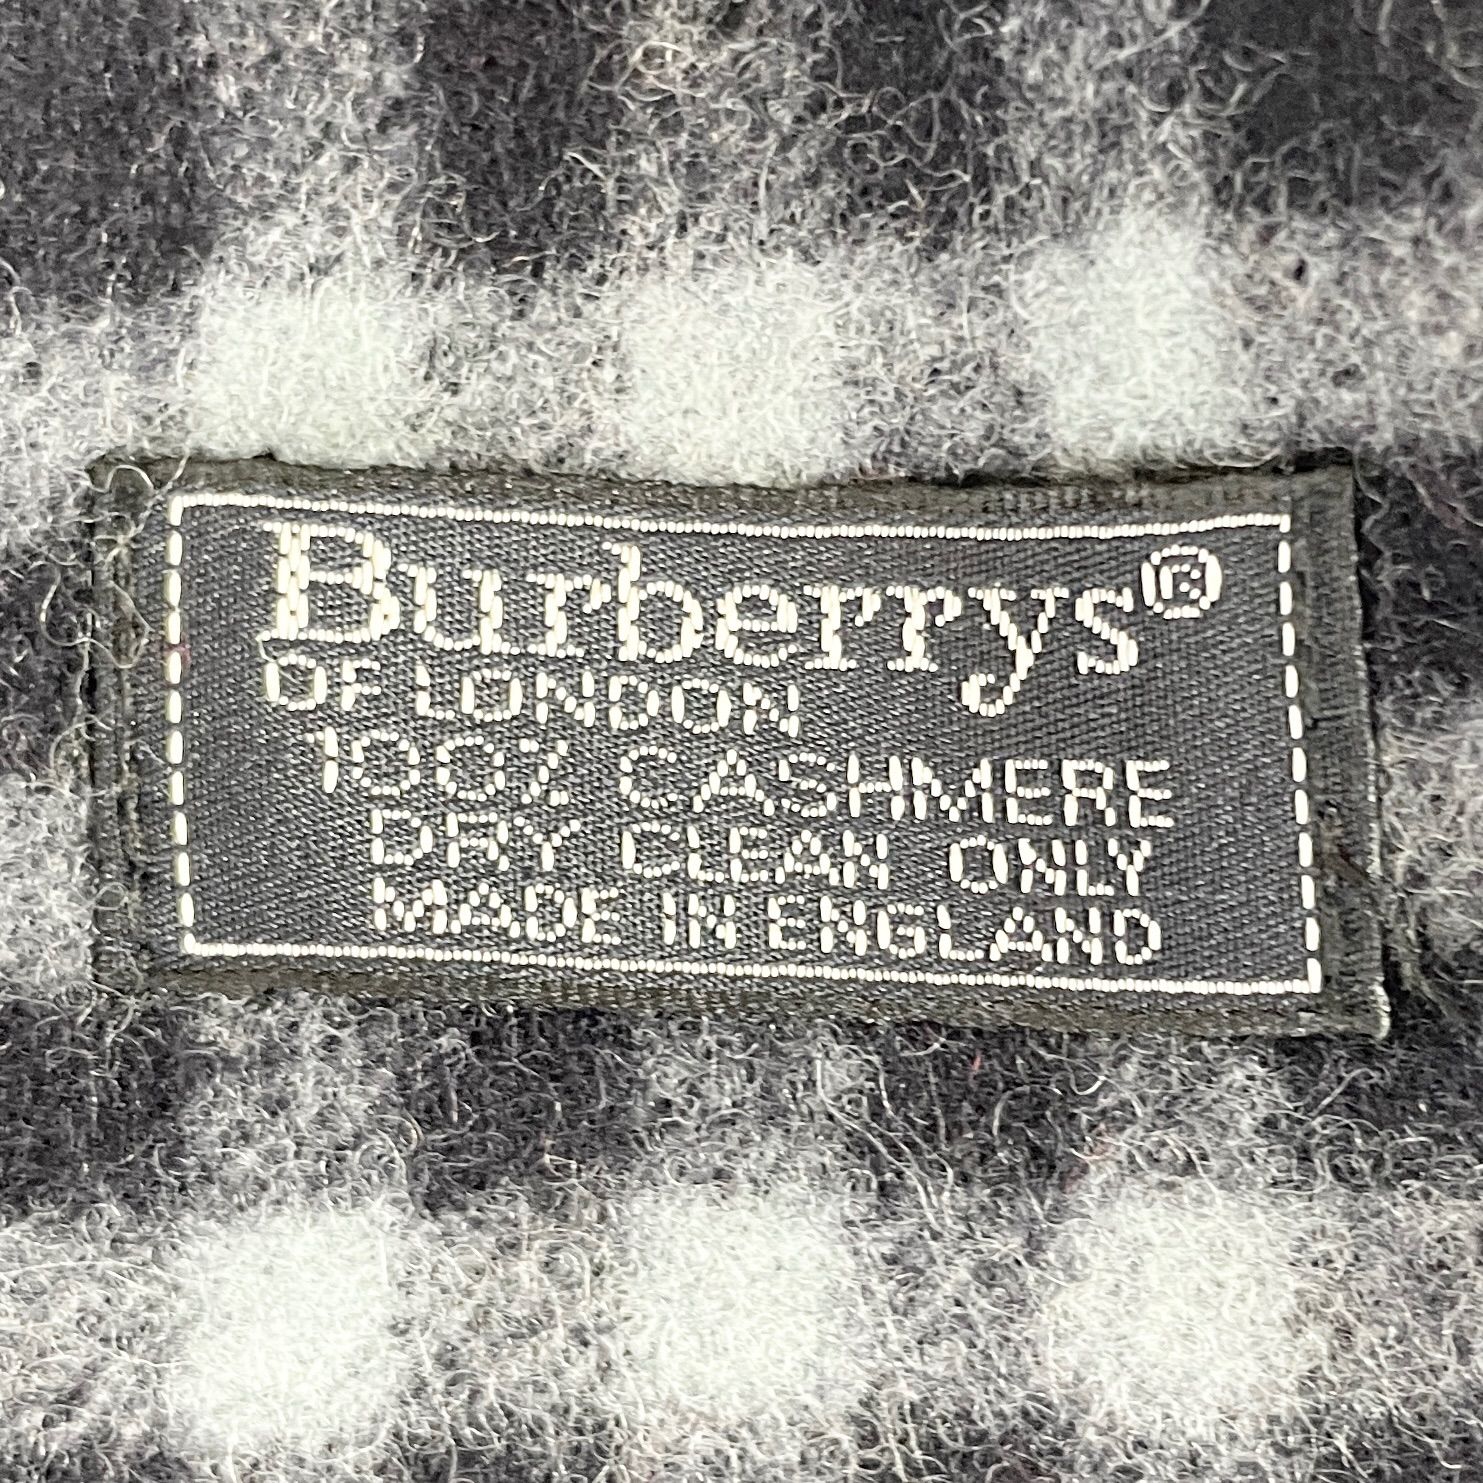 Burberrys®
OF LONDON
100% CASHMERE
DRY CLEAN ONLY
MADE IN ENGLAND